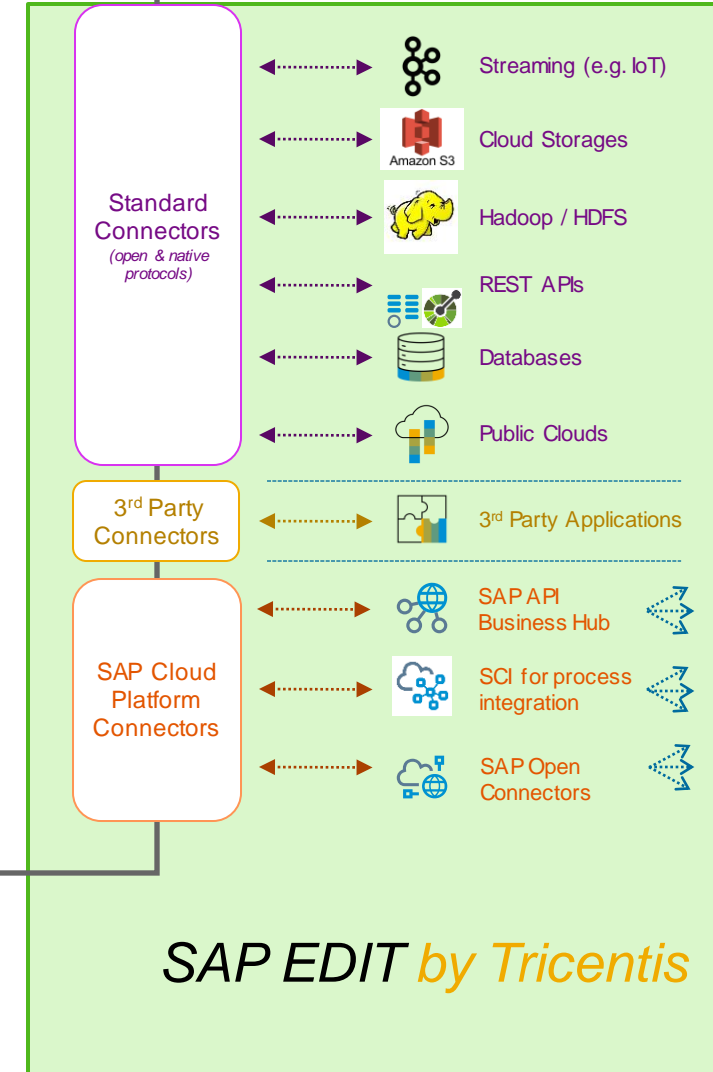 Standard
Connectors
(open & native
protocols)
Streaming (e.g. IoT)
Amazon S3
Cloud Storages
Hadoop / HDFS
REST APIs
Databases
Public Clouds
3rd Party
Connectors
3rd Party Applications
SAP Cloud
Platform
Connectors
SAP API
Business Hub
SCI for process
integration
SAP Open
Connectors
SAP EDIT by Tricentis